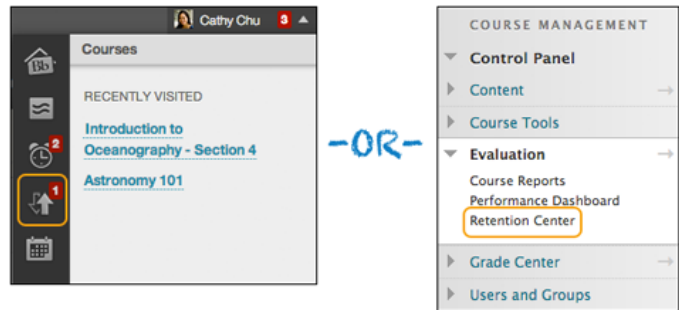 Cathy Chu 3
Courses
Bb
RECENTLY VISITED
Introduction to
Oceanography - Section 4
2
Astronomy 101
1
-OR-
COURSE MANAGEMENT
Control Panel
Content
Course Tools
Evaluation
Course Reports
Performance Dashboard
Retention Center
Grade Center
Users and Groups